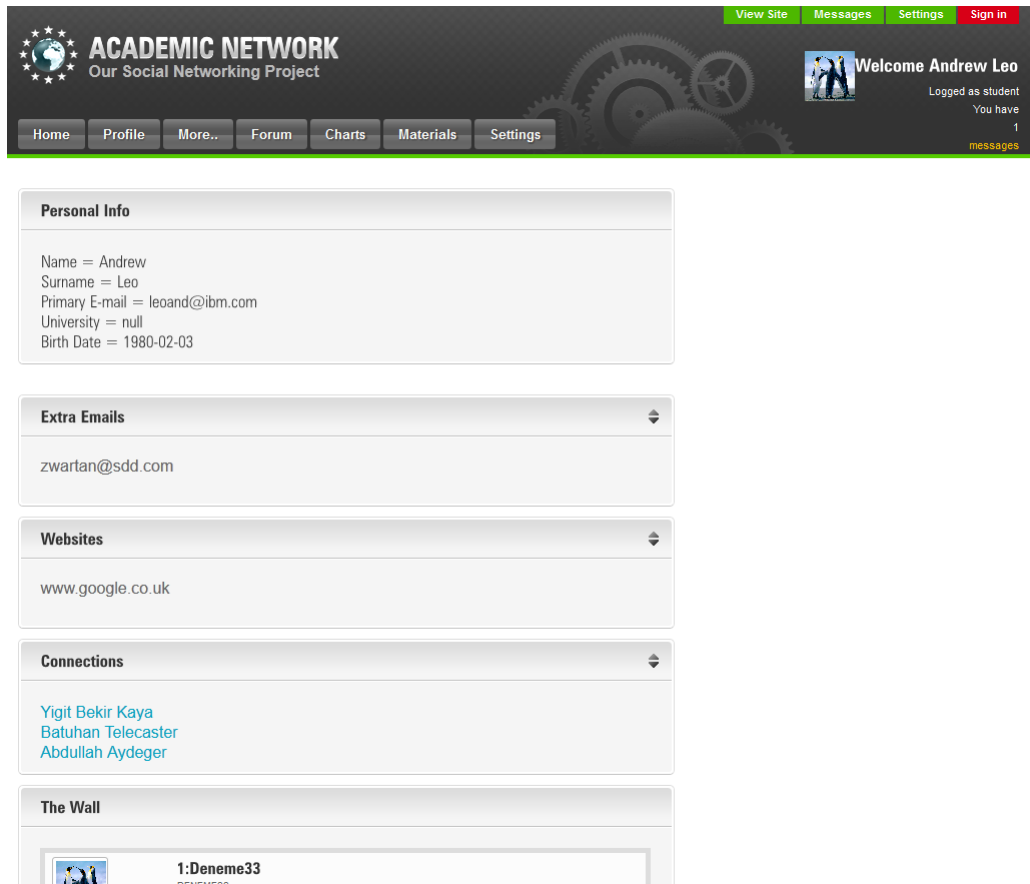 View Site Messages Settings Sign in
ACADEMIC NETWORK
Our Social Networking Project
Welcome Andrew Leo
Logged as student
You have
1
messages
Home Profile More.. Forum Charts Materials Settings
Personal Info
Name = Andrew
Surname = Leo
Primary E-mail = leoand@ibm.com
University = null
Birth Date = 1980-02-03
Extra Emails
zwartan@sdd.com
Websites
www.google.co.uk
Connections
Yigit Bekir Kaya
Batuhan Telecaster
Abdullah Aydeger
The Wall
1:Deneme33